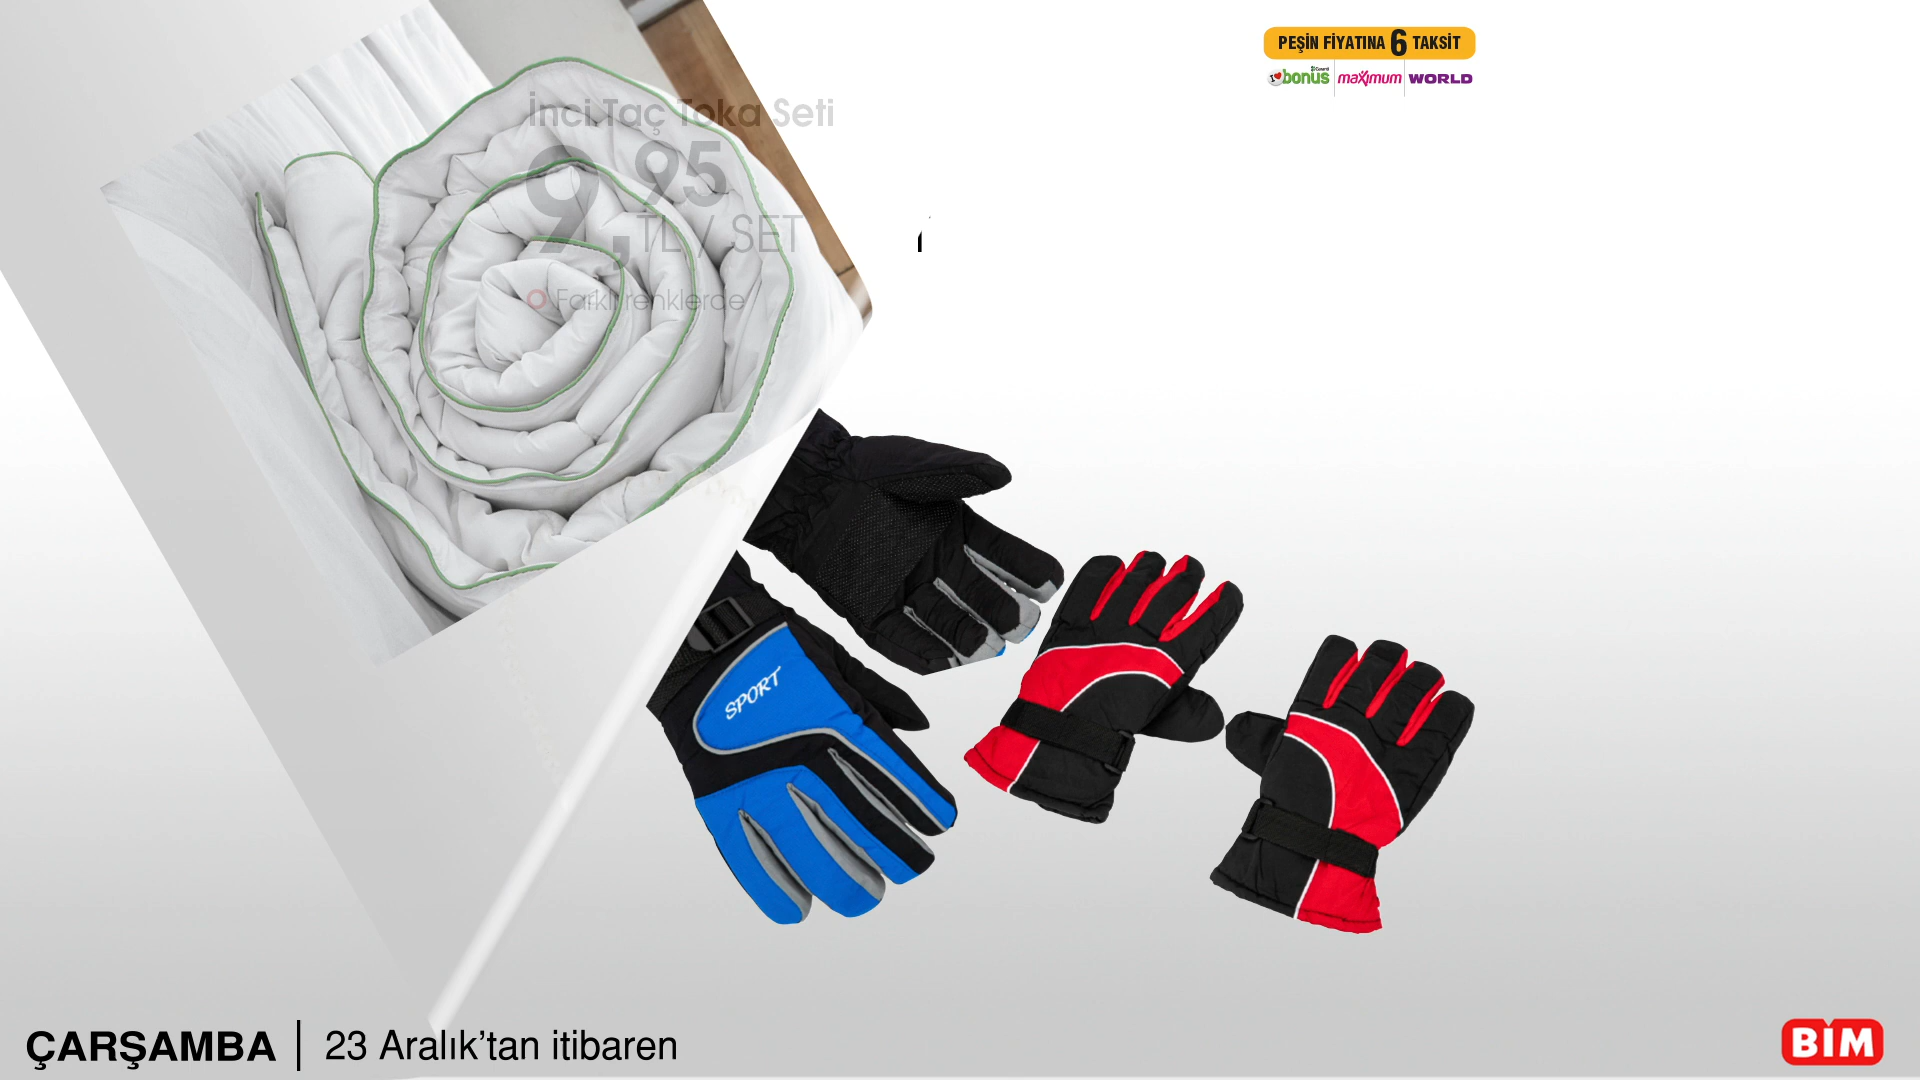 PEŞİN FİYATINA 6 TAKSİT
bonus maximum WORLD
İnci Taç Toka Seti
9,95
TL / SET
Farklı renklerde
SPORT
ÇARŞAMBA | 23 Aralık’tan itibaren
BİM